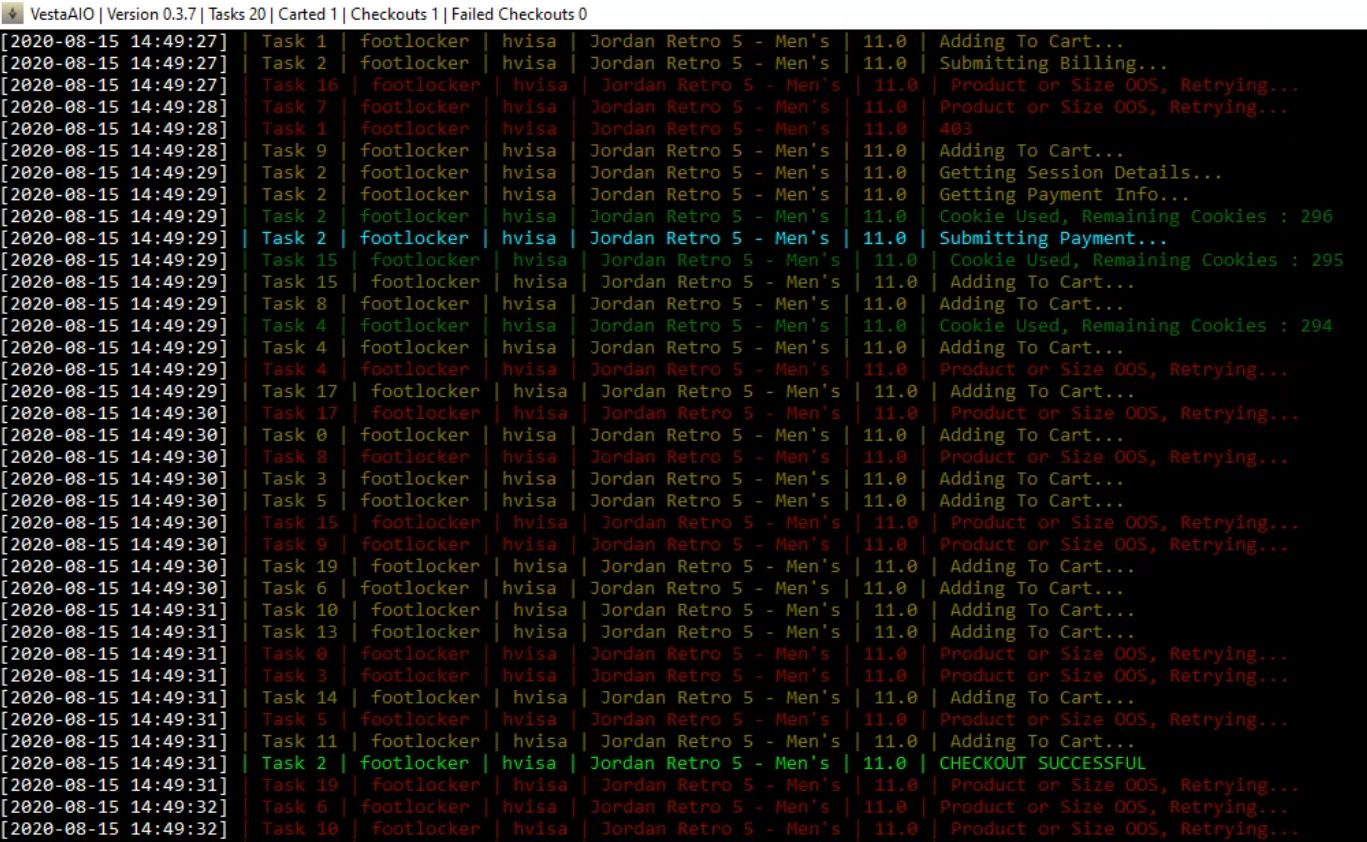 VestaAIO | Version 0.3.7 | Tasks 20 | Carted 1 | Checkouts 1 | Failed Checkouts 0
[2020-08-15 14:49:27] | Task 1 | footlocker | hvisa | Jordan Retro 5 - Men's | 11.0 | Adding To Cart...
[2020-08-15 14:49:27] | Task 2 | footlocker | hvisa | Jordan Retro 5 - Men's | 11.0 | Submitting Billing...
[2020-08-15 14:49:27] | Task 16 | footlocker | hvisa | Jordan Retro 5 - Men's | 11.0 | Product or Size OOS, Retrying...
[2020-08-15 14:49:28] | Task 7 | footlocker | hvisa | Jordan Retro 5 - Men's | 11.0 | Product or Size OOS, Retrying...
[2020-08-15 14:49:28] | Task 1 | footlocker | hvisa | Jordan Retro 5 - Men's | 11.0 | 403
[2020-08-15 14:49:28] | Task 9 | footlocker | hvisa | Jordan Retro 5 - Men's | 11.0 | Adding To Cart...
[2020-08-15 14:49:29] | Task 2 | footlocker | hvisa | Jordan Retro 5 - Men's | 11.0 | Getting Session Details...
[2020-08-15 14:49:29] | Task 2 | footlocker | hvisa | Jordan Retro 5 - Men's | 11.0 | Getting Payment Info...
[2020-08-15 14:49:29] | Task 2 | footlocker | hvisa | Jordan Retro 5 - Men's | 11.0 | Cookie Used, Remaining Cookies : 296
[2020-08-15 14:49:29] | Task 2 | footlocker | hvisa | Jordan Retro 5 - Men's | 11.0 | Submitting Payment...
[2020-08-15 14:49:29] | Task 15 | footlocker | hvisa | Jordan Retro 5 - Men's | 11.0 | Cookie Used, Remaining Cookies : 295
[2020-08-15 14:49:29] | Task 15 | footlocker | hvisa | Jordan Retro 5 - Men's | 11.0 | Adding To Cart...
[2020-08-15 14:49:29] | Task 8 | footlocker | hvisa | Jordan Retro 5 - Men's | 11.0 | Adding To Cart...
[2020-08-15 14:49:29] | Task 4 | footlocker | hvisa | Jordan Retro 5 - Men's | 11.0 | Cookie Used, Remaining Cookies : 294
[2020-08-15 14:49:29] | Task 4 | footlocker | hvisa | Jordan Retro 5 - Men's | 11.0 | Adding To Cart...
[2020-08-15 14:49:29] | Task 4 | footlocker | hvisa | Jordan Retro 5 - Men's | 11.0 | Product or Size OOS, Retrying...
[2020-08-15 14:49:29] | Task 17 | footlocker | hvisa | Jordan Retro 5 - Men's | 11.0 | Adding To Cart...
[2020-08-15 14:49:30] | Task 17 | footlocker | hvisa | Jordan Retro 5 - Men's | 11.0 | Product or Size OOS, Retrying...
[2020-08-15 14:49:30] | Task 0 | footlocker | hvisa | Jordan Retro 5 - Men's | 11.0 | Adding To Cart...
[2020-08-15 14:49:30] | Task 8 | footlocker | hvisa | Jordan Retro 5 - Men's | 11.0 | Product or Size OOS, Retrying...
[2020-08-15 14:49:30] | Task 3 | footlocker | hvisa | Jordan Retro 5 - Men's | 11.0 | Adding To Cart...
[2020-08-15 14:49:30] | Task 5 | footlocker | hvisa | Jordan Retro 5 - Men's | 11.0 | Adding To Cart...
[2020-08-15 14:49:30] | Task 15 | footlocker | hvisa | Jordan Retro 5 - Men's | 11.0 | Product or Size OOS, Retrying...
[2020-08-15 14:49:30] | Task 9 | footlocker | hvisa | Jordan Retro 5 - Men's | 11.0 | Product or Size OOS, Retrying...
[2020-08-15 14:49:30] | Task 19 | footlocker | hvisa | Jordan Retro 5 - Men's | 11.0 | Adding To Cart...
[2020-08-15 14:49:30] | Task 6 | footlocker | hvisa | Jordan Retro 5 - Men's | 11.0 | Adding To Cart...
[2020-08-15 14:49:31] | Task 10 | footlocker | hvisa | Jordan Retro 5 - Men's | 11.0 | Adding To Cart...
[2020-08-15 14:49:31] | Task 13 | footlocker | hvisa | Jordan Retro 5 - Men's | 11.0 | Adding To Cart...
[2020-08-15 14:49:31] | Task 0 | footlocker | hvisa | Jordan Retro 5 - Men's | 11.0 | Product or Size OOS, Retrying...
[2020-08-15 14:49:31] | Task 3 | footlocker | hvisa | Jordan Retro 5 - Men's | 11.0 | Product or Size OOS, Retrying...
[2020-08-15 14:49:31] | Task 14 | footlocker | hvisa | Jordan Retro 5 - Men's | 11.0 | Adding To Cart...
[2020-08-15 14:49:31] | Task 5 | footlocker | hvisa | Jordan Retro 5 - Men's | 11.0 | Product or Size OOS, Retrying...
[2020-08-15 14:49:31] | Task 11 | footlocker | hvisa | Jordan Retro 5 - Men's | 11.0 | Adding To Cart...
[2020-08-15 14:49:31] | Task 2 | footlocker | hvisa | Jordan Retro 5 - Men's | 11.0 | CHECKOUT SUCCESSFUL
[2020-08-15 14:49:31] | Task 19 | footlocker | hvisa | Jordan Retro 5 - Men's | 11.0 | Product or Size OOS, Retrying...
[2020-08-15 14:49:32] | Task 6 | footlocker | hvisa | Jordan Retro 5 - Men's | 11.0 | Product or Size OOS, Retrying...
[2020-08-15 14:49:32] | Task 10 | footlocker | hvisa | Jordan Retro 5 - Men's | 11.0 | Product or Size OOS, Retrying...